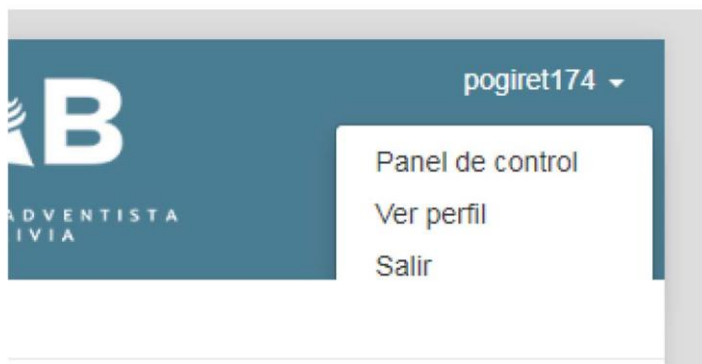 B
pogiret174
ADVENTISTA
IVIA
Panel de control
Ver perfil
Salir